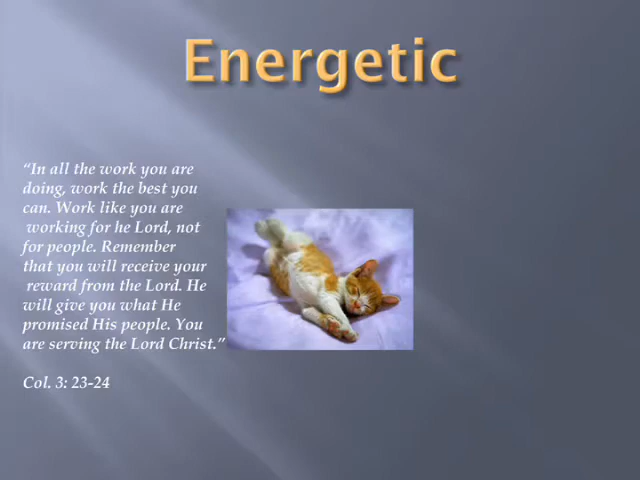 Energetic
“In all the work you are
doing, work the best you
can. Work like you are
working for he Lord, not
for people. Remember
that you will receive your
reward from the Lord. He
will give you what He
promised His people. You
are serving the Lord Christ.”
Col. 3: 23-24